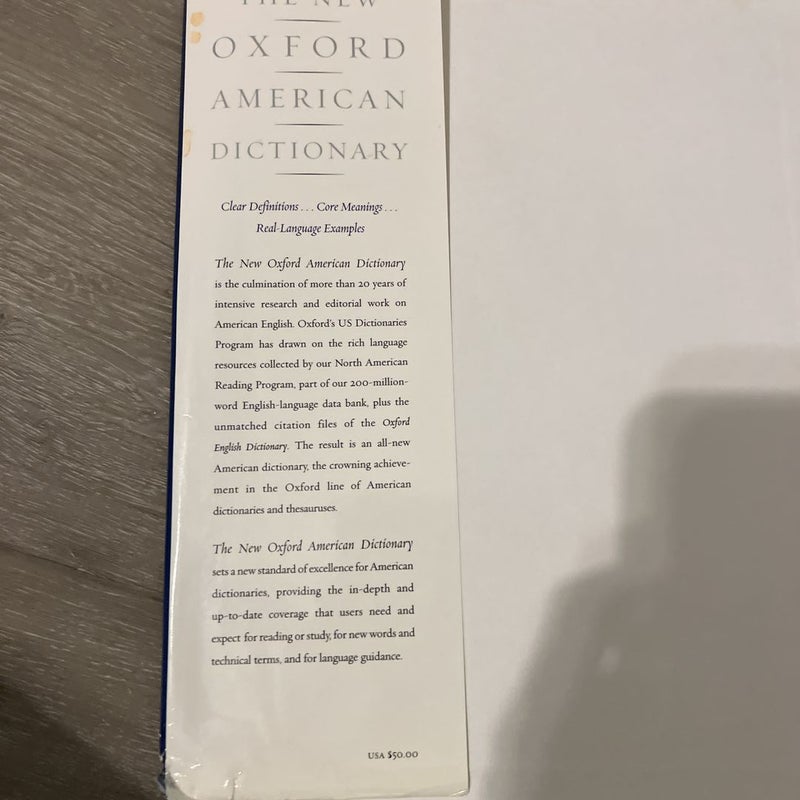 THE NEW
OXFORD
AMERICAN
DICTIONARY
Clear Definitions . . . Core Meanings . . .
Real-Language Examples
The New Oxford American Dictionary
is the culmination of more than 20 years of
intensive research and editorial work on
American English. Oxford's US Dictionaries
Program has drawn on the rich language
resources collected by our North American
Reading Program, part of our 200-million-
word English-language data bank, plus the
unmatched citation files of the Oxford
English Dictionary. The result is an all-new
American dictionary, the crowning achieve-
ment in the Oxford line of American
dictionaries and thesauruses.
The New Oxford American Dictionary
sets a new standard of excellence for American
dictionaries, providing the in-depth and
up-to-date coverage that users need and
expect for reading or study, for new words and
technical terms, and for language guidance.
USA $50.00